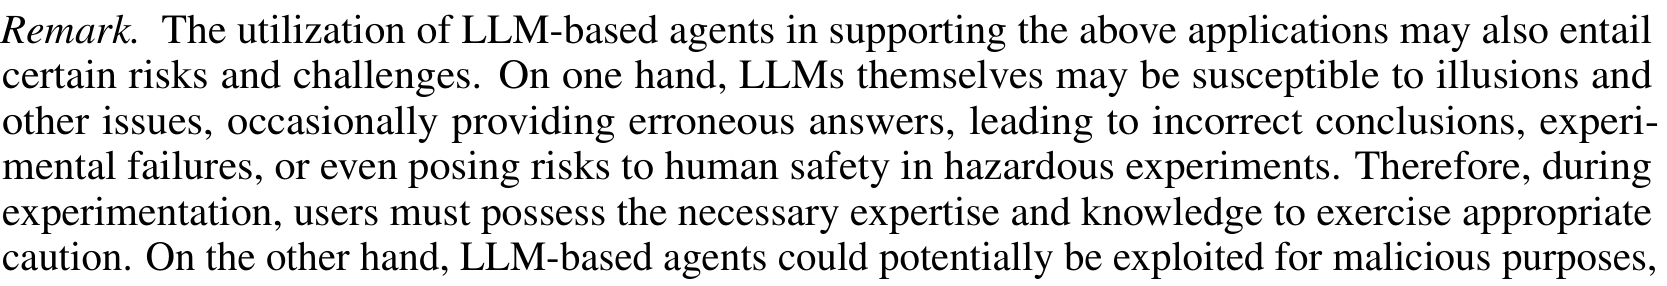 Remark. The utilization of LLM-based agents in supporting the above applications may also entail
certain risks and challenges. On one hand, LLMs themselves may be susceptible to illusions and
other issues, occasionally providing erroneous answers, leading to incorrect conclusions, experi-
mental failures, or even posing risks to human safety in hazardous experiments. Therefore, during
experimentation, users must possess the necessary expertise and knowledge to exercise appropriate
caution. On the other hand, LLM-based agents could potentially be exploited for malicious purposes,